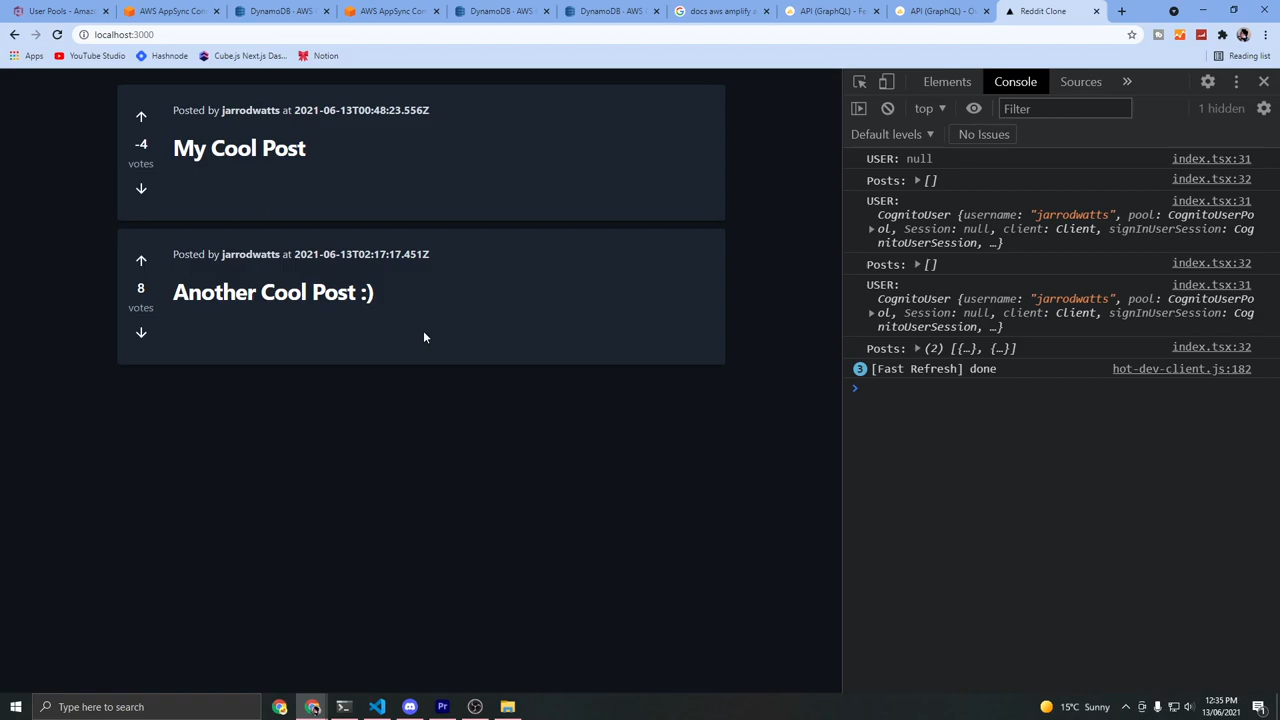 User Pools - Amaz
AWS AppSync Con
DynamoDB - AWS
AWS AppSync Con
DynamoDB - AWS
DynamoDB - AWS
docs aws amplify
API (GraphQL) - Fe
API (GraphQL) - Co
Reddit Clone
localhost:3000
Apps
YouTube Studio
Hashnode
Cube.js Next.js Das...
Notion
Reading list
Posted by jarrodwatts at 2021-06-13T00:48:23.556Z
My Cool Post
-4
votes
Posted by jarrodwatts at 2021-06-13T02:17:17.451Z
Another Cool Post :)
8
votes
Elements Console Sources
top Filter 1 hidden
Default levels No Issues
USER: null index.tsx:31
Posts: [] index.tsx:32
USER: index.tsx:31
CognitoUser {username: "jarrodwatts", pool: CognitoUserPo
ol, Session: null, client: Client, signInUserSession: Cog
nitoUserSession, …}
Posts: [] index.tsx:32
USER: index.tsx:31
CognitoUser {username: "jarrodwatts", pool: CognitoUserPo
ol, Session: null, client: Client, signInUserSession: Cog
nitoUserSession, …}
Posts: (2) [{…}, {…}] index.tsx:32
3 [Fast Refresh] done hot-dev-client.js:182
Type here to search
Pr
15°C Sunny
12:35 PM
13/06/2021
1